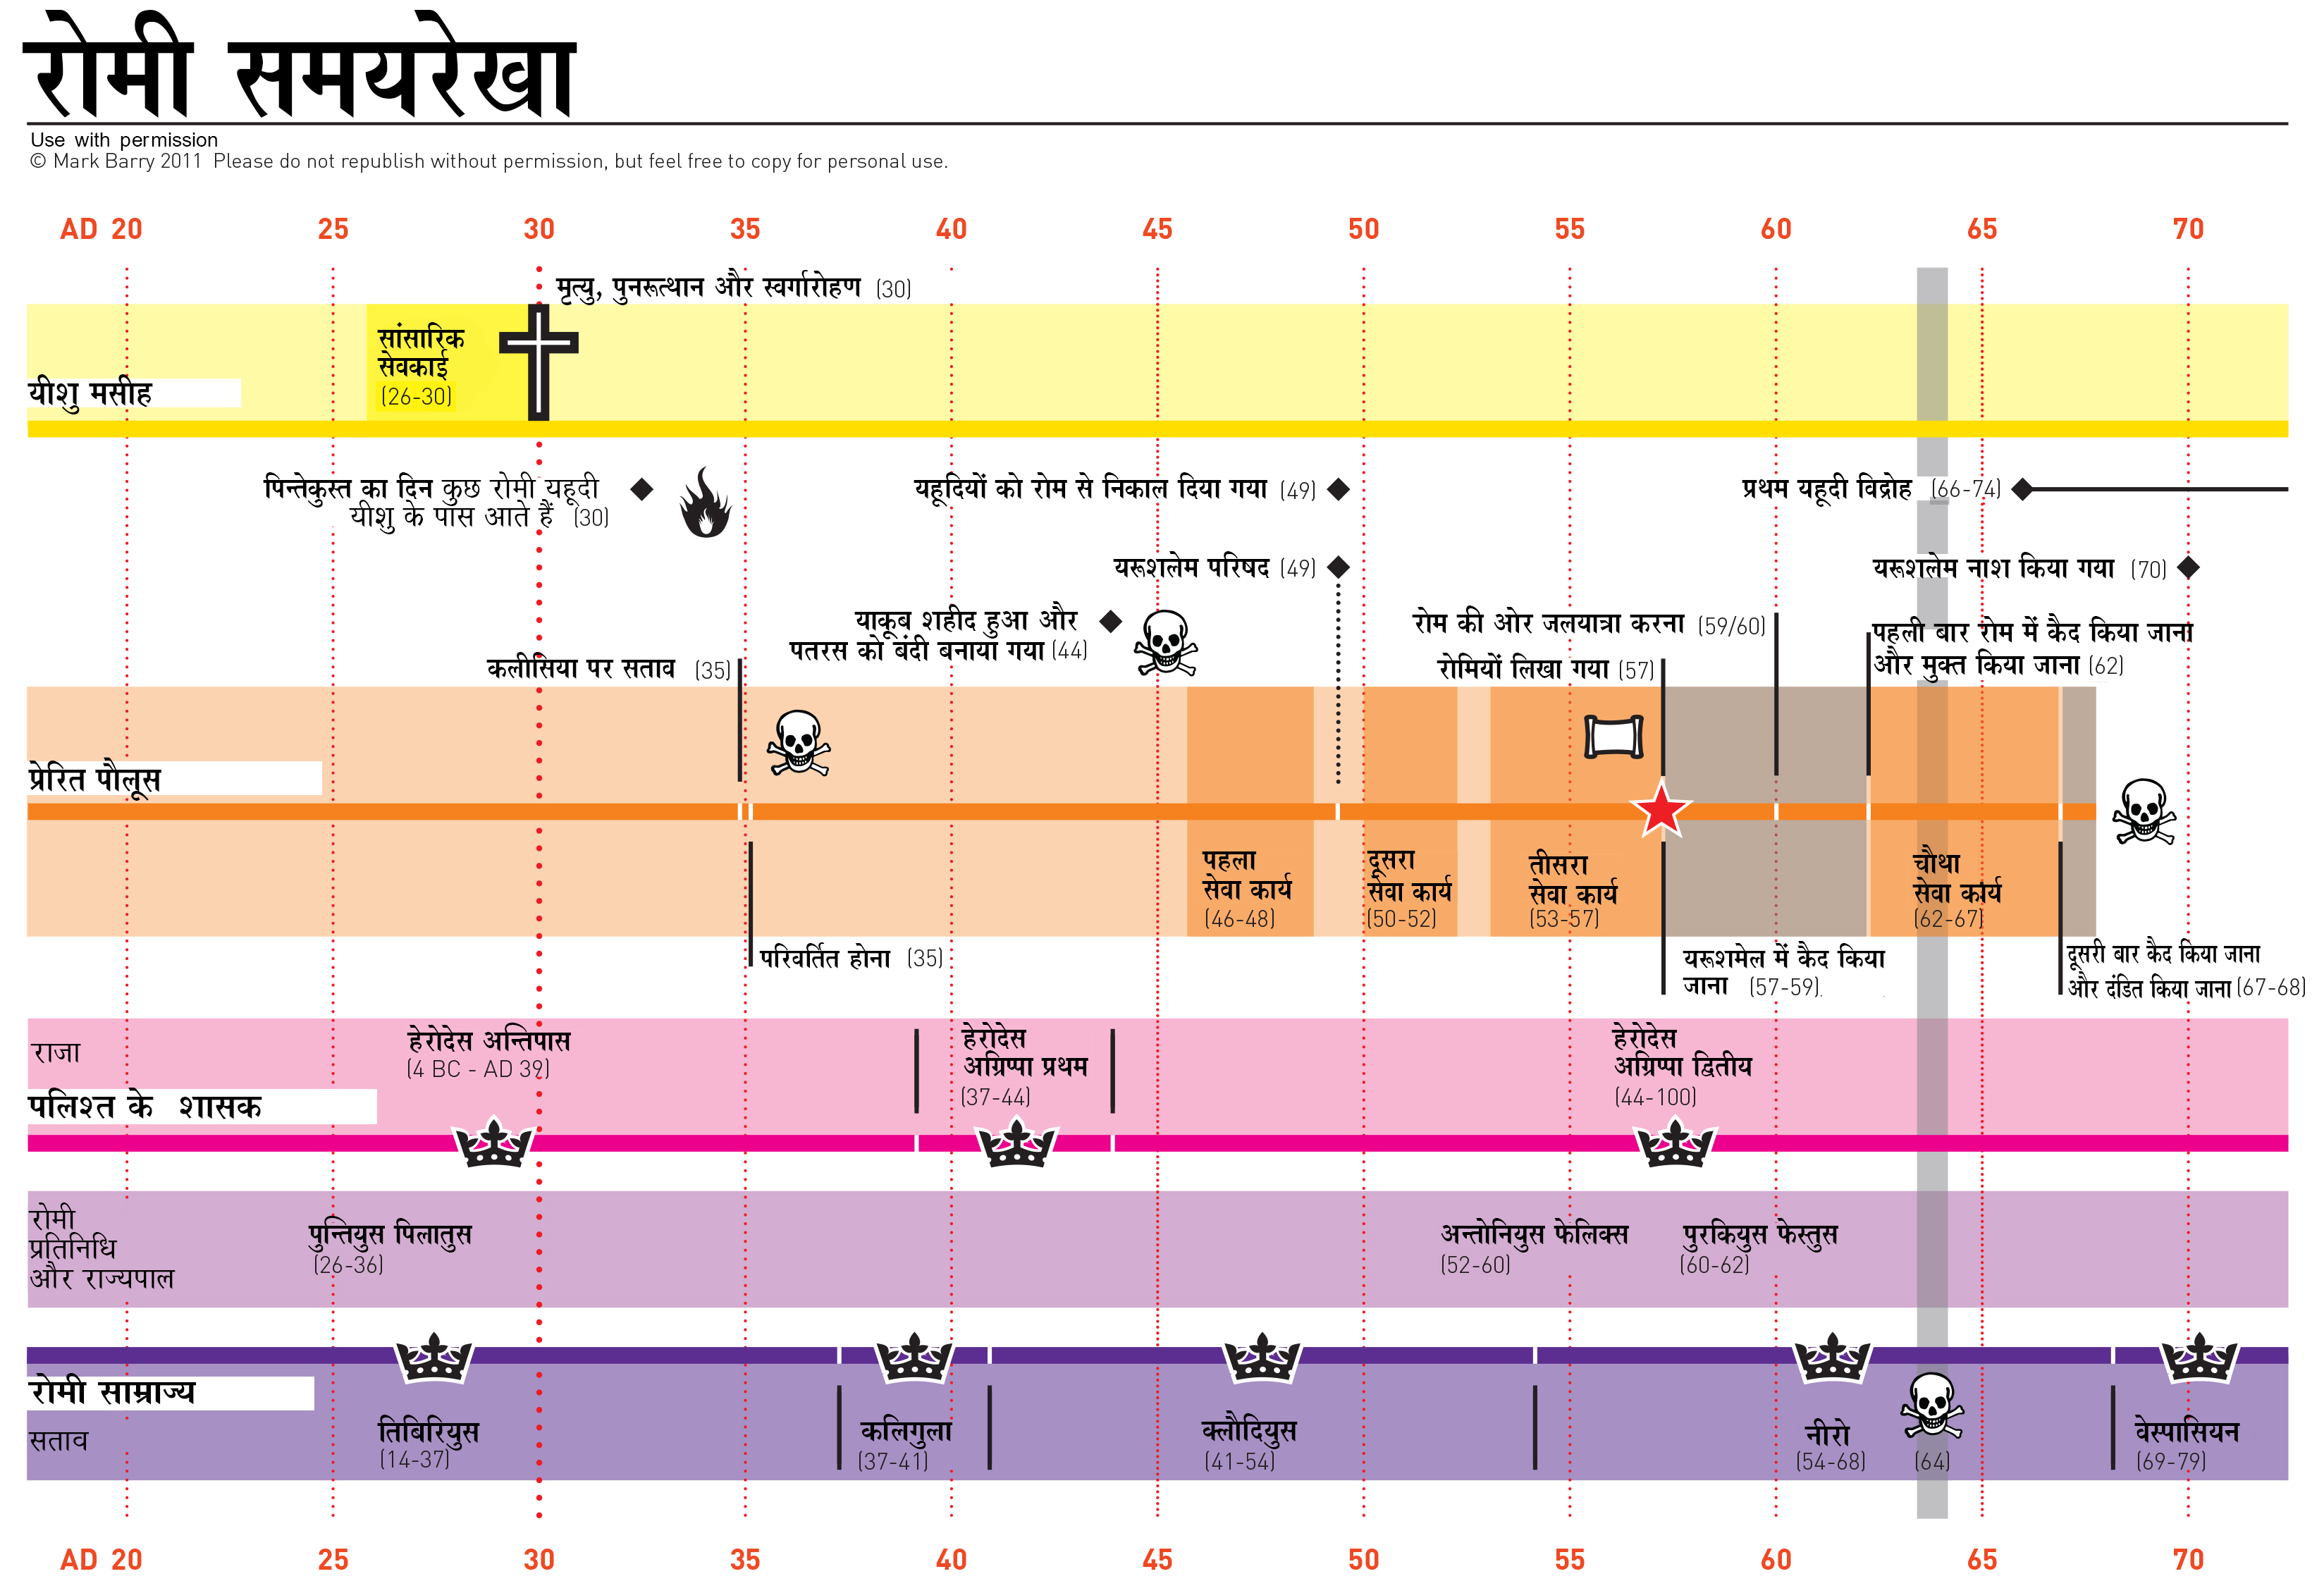 रोमी समयरेखा
Use with permission
© Mark Barry 2011 Please do not republish without permission, but feel free to copy for personal use.
AD 20 25 30 35 40 45 50 55 60 65 70
मृत्यु, पुनरूत्थान और स्वर्गारोहण (30)
सांसारिक
सेवकाई
(26-30)
यीशु मसीह
पिन्तेकुस्त का दिन कुछ रोमी यहूदी
यीशु के पास आते हैं (30)
यहूदियों को रोम से निकाल दिया गया (49)
प्रथम यहूदी विद्रोह (66-74)
यरूशलेम परिषद (49)
यरूशलेम नाश किया गया (70)
याकूब शहीद हुआ और
पतरस को बंदी बनाया गया (44)
रोम की ओर जलयात्रा करना (59/60)
पहली बार रोम में कैद किया जाना
और मुक्त किया जाना (62)
कलीसिया पर सताव (35)
रोमियों लिखा गया (57)
प्रेरित पौलूस
पहला
सेवा कार्य
(46-48)
दूसरा
सेवा कार्य
(50-52)
तीसरा
सेवा कार्य
(53-57)
चौथा
सेवा कार्य
(62-67)
परिवर्तित होना (35)
यरूशमेल में कैद किया
जाना (57-59).
दूसरी बार कैद किया जाना
और दंडित किया जाना (67-68)
राजा
हेरोदेस अन्तिपास
(4 BC - AD 39)
हेरोदेस
अग्रिप्पा प्रथम
(37-44)
हेरोदेस
अग्रिप्पा द्वितीय
(44-100)
पलिश्त के शासक
रोमी
प्रतिनिधि
और राज्यपाल
पुन्तियुस पिलातुस
(26-36)
अन्तोनियुस फेलिक्स
(52-60)
पुरकियुस फेस्तुस
(60-62)
रोमी साम्राज्य
सताव
तिबिरियुस
(14-37)
कलिगुला
(37-41)
क्लौदियुस
(41-54)
नीरो
(54-68)
(64)
वेस्पासियन
(69-79)
AD 20 25 30 35 40 45 50 55 60 65 70